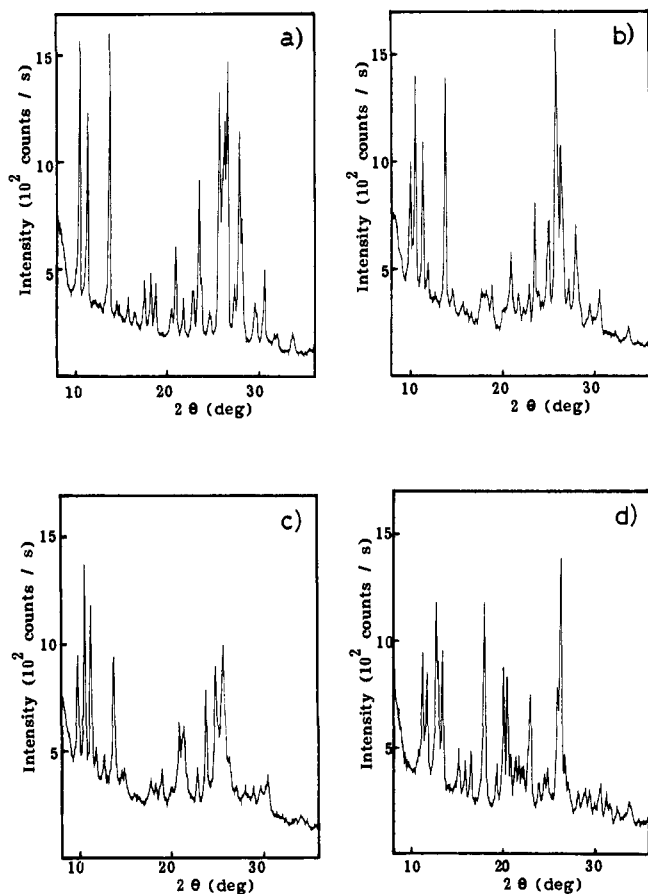 a)
15
10
5
Intensity (10² counts / s)
10 20 30
2 θ (deg)
b)
15
10
5
Intensity (10² counts / s)
10 20 30
2 θ (deg)
c)
15
10
5
Intensity (10² counts / s)
10 20 30
2 θ (deg)
d)
15
10
5
Intensity (10² counts / s)
10 20 30
2 θ (deg)